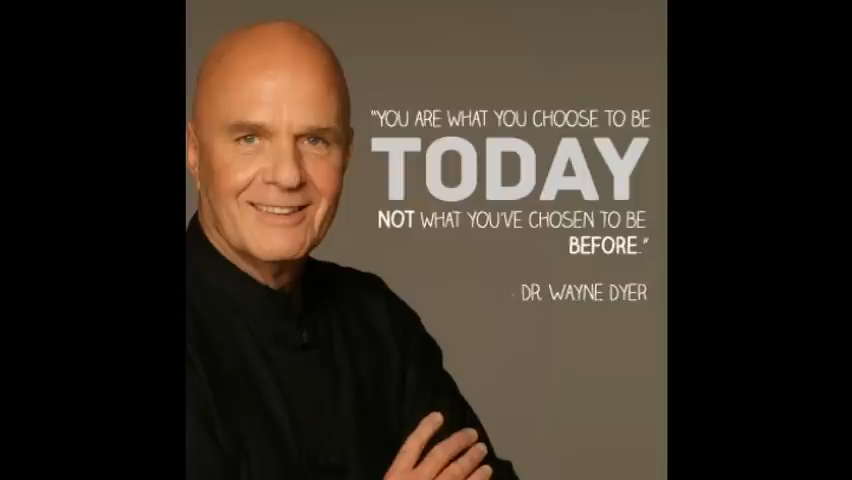 "YOU ARE WHAT YOU CHOOSE TO BE
TODAY
NOT WHAT YOU'VE CHOSEN TO BE
BEFORE."
- DR. WAYNE DYER